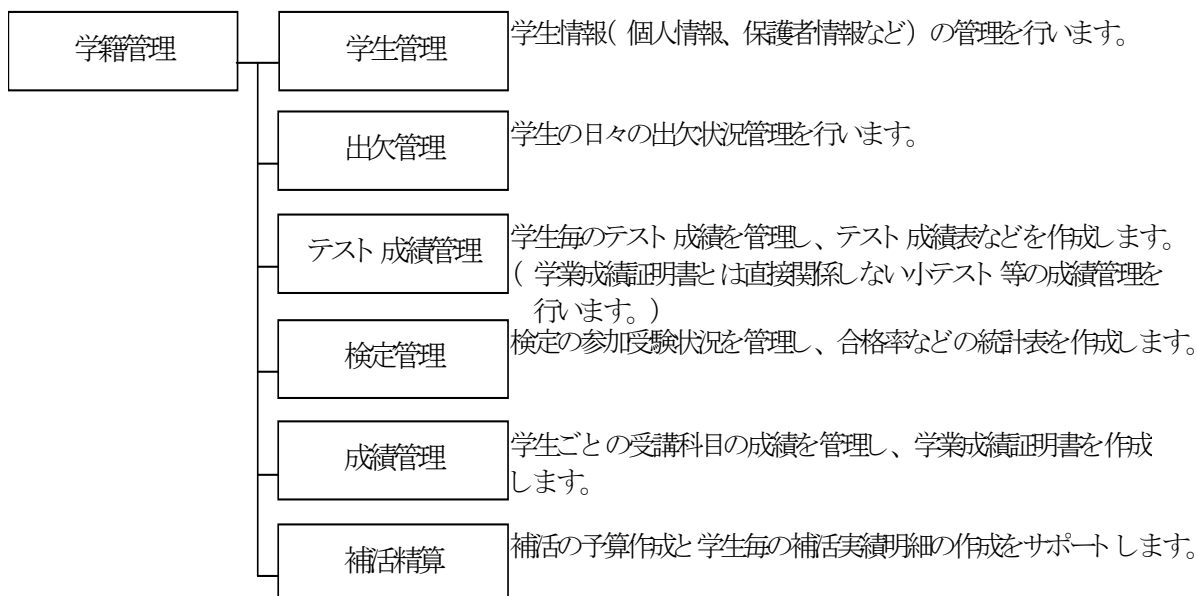 学籍管理
学生管理
学生情報( 個人情報、保護者情報など) の管理を行います。
出欠管理
学生の日々の出欠状況管理を行います。
テスト成績管理
学生毎のテスト成績を管理し、テスト成績表などを作成します。
( 学業成績証明書とは直接関係しない小テスト等の成績管理を
行います。)
検定管理
検定の参加受験状況を管理し、合格率などの統計表を作成します。
成績管理
学生ごとの受講科目の成績を管理し、学業成績証明書を作成
します。
補活精算
補活の予算作成と学生毎の補活実績明細の作成をサポートします。